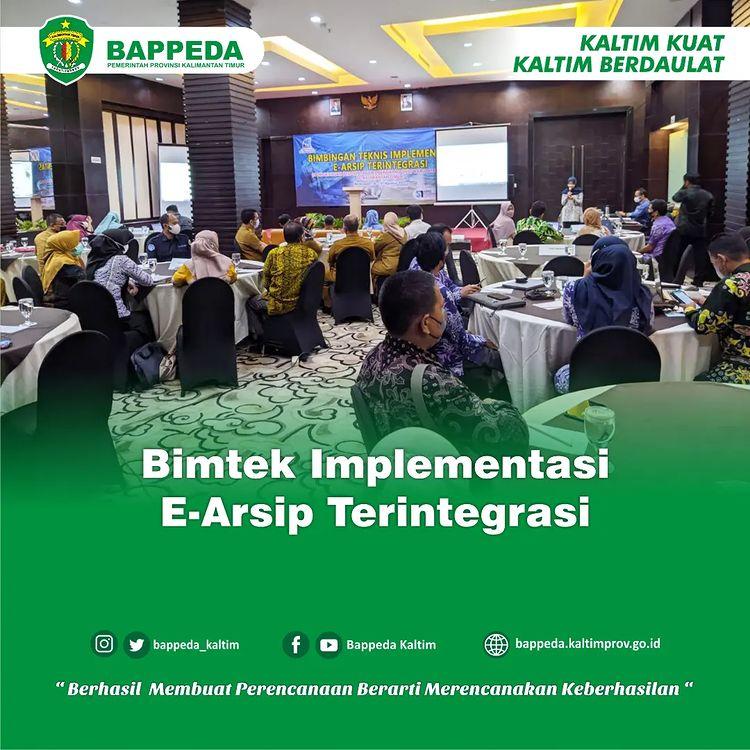 BAPPEDA
PEMERINTAH PROVINSI KALIMANTAN TIMUR
KALTIM KUAT
KALTIM BERDAULAT
BIMBINGAN TEKNIS IMPLEMEN
E-ARSIP TERINTEGRASI
Bimtek Implementasi
E-Arsip Terintegrasi
bappeda_kaltim
Bappeda Kaltim
bappeda.kaltimprov.go.id
“ Berhasil Membuat Perencanaan Berarti Merencanakan Keberhasilan “